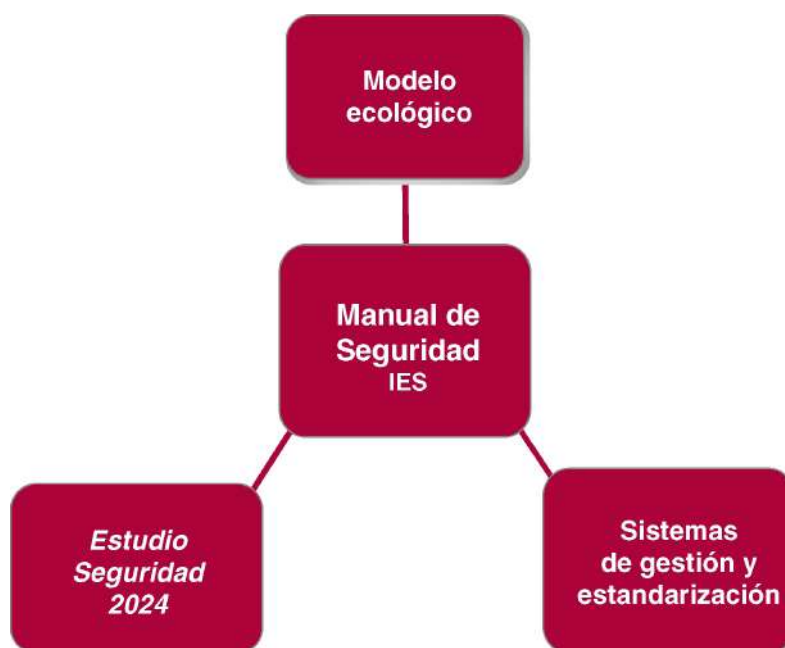 Modelo
ecológico
Manual de
Seguridad
IES
Estudio
Seguridad
2024
Sistemas
de gestión y
estandarización